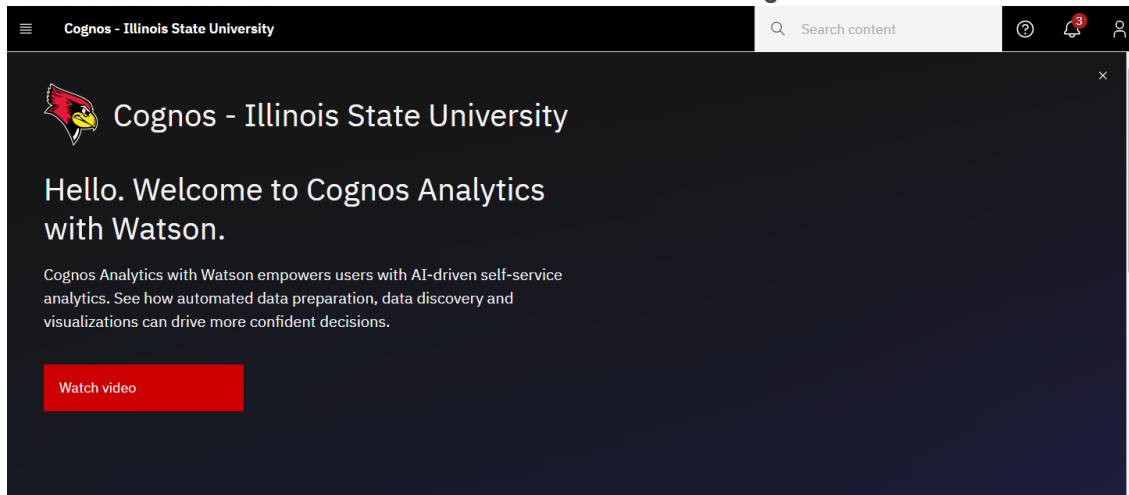 Cognos - Illinois State University
Search content
3
Cognos - Illinois State University
Hello. Welcome to Cognos Analytics
with Watson.
Cognos Analytics with Watson empowers users with AI-driven self-service
analytics. See how automated data preparation, data discovery and
visualizations can drive more confident decisions.
Watch video